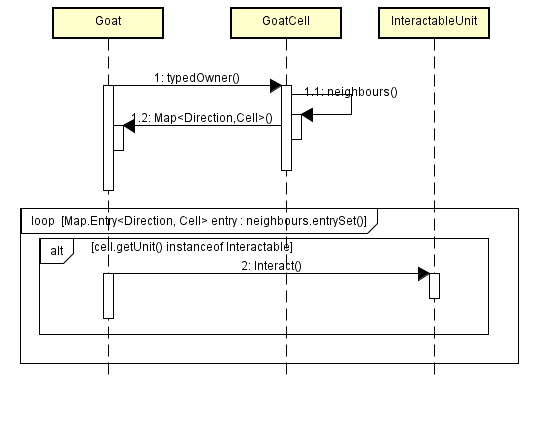 Goat
GoatCell
InteractableUnit
1: typedOwner()
1.1: neighbours()
1.2: Map<Direction,Cell>()
loop [Map.Entry<Direction, Cell> entry : neighbours.entrySet()]
alt [cell.getUnit() instanceof Interactable]
2: Interact()